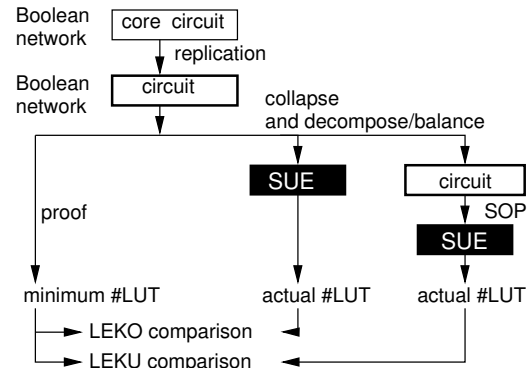 Boolean
network
core circuit
replication
Boolean
network
circuit
collapse
and decompose/balance
SUE
circuit
proof
SOP
SUE
minimum #LUT
actual #LUT
actual #LUT
LEKO comparison
LEKU comparison